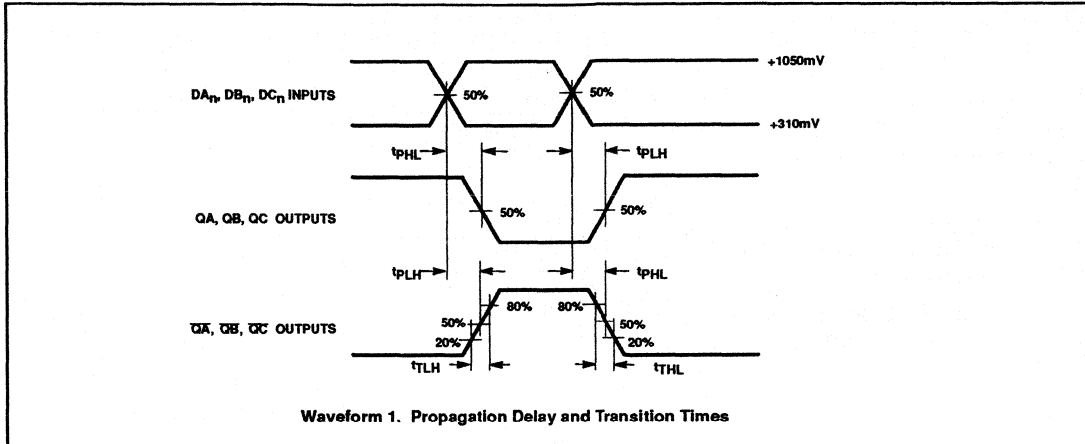 +1050mV
DAn, DBn, DCn INPUTS
50%
50%
+310mV
tPHL
tPLH
QA, QB, QC OUTPUTS
50%
50%
tPLH
tPHL
80%
80%
Q̅A̅, Q̅B̅, Q̅C̅ OUTPUTS
50%
50%
20%
20%
tTLH
tTHL
Waveform 1. Propagation Delay and Transition Times